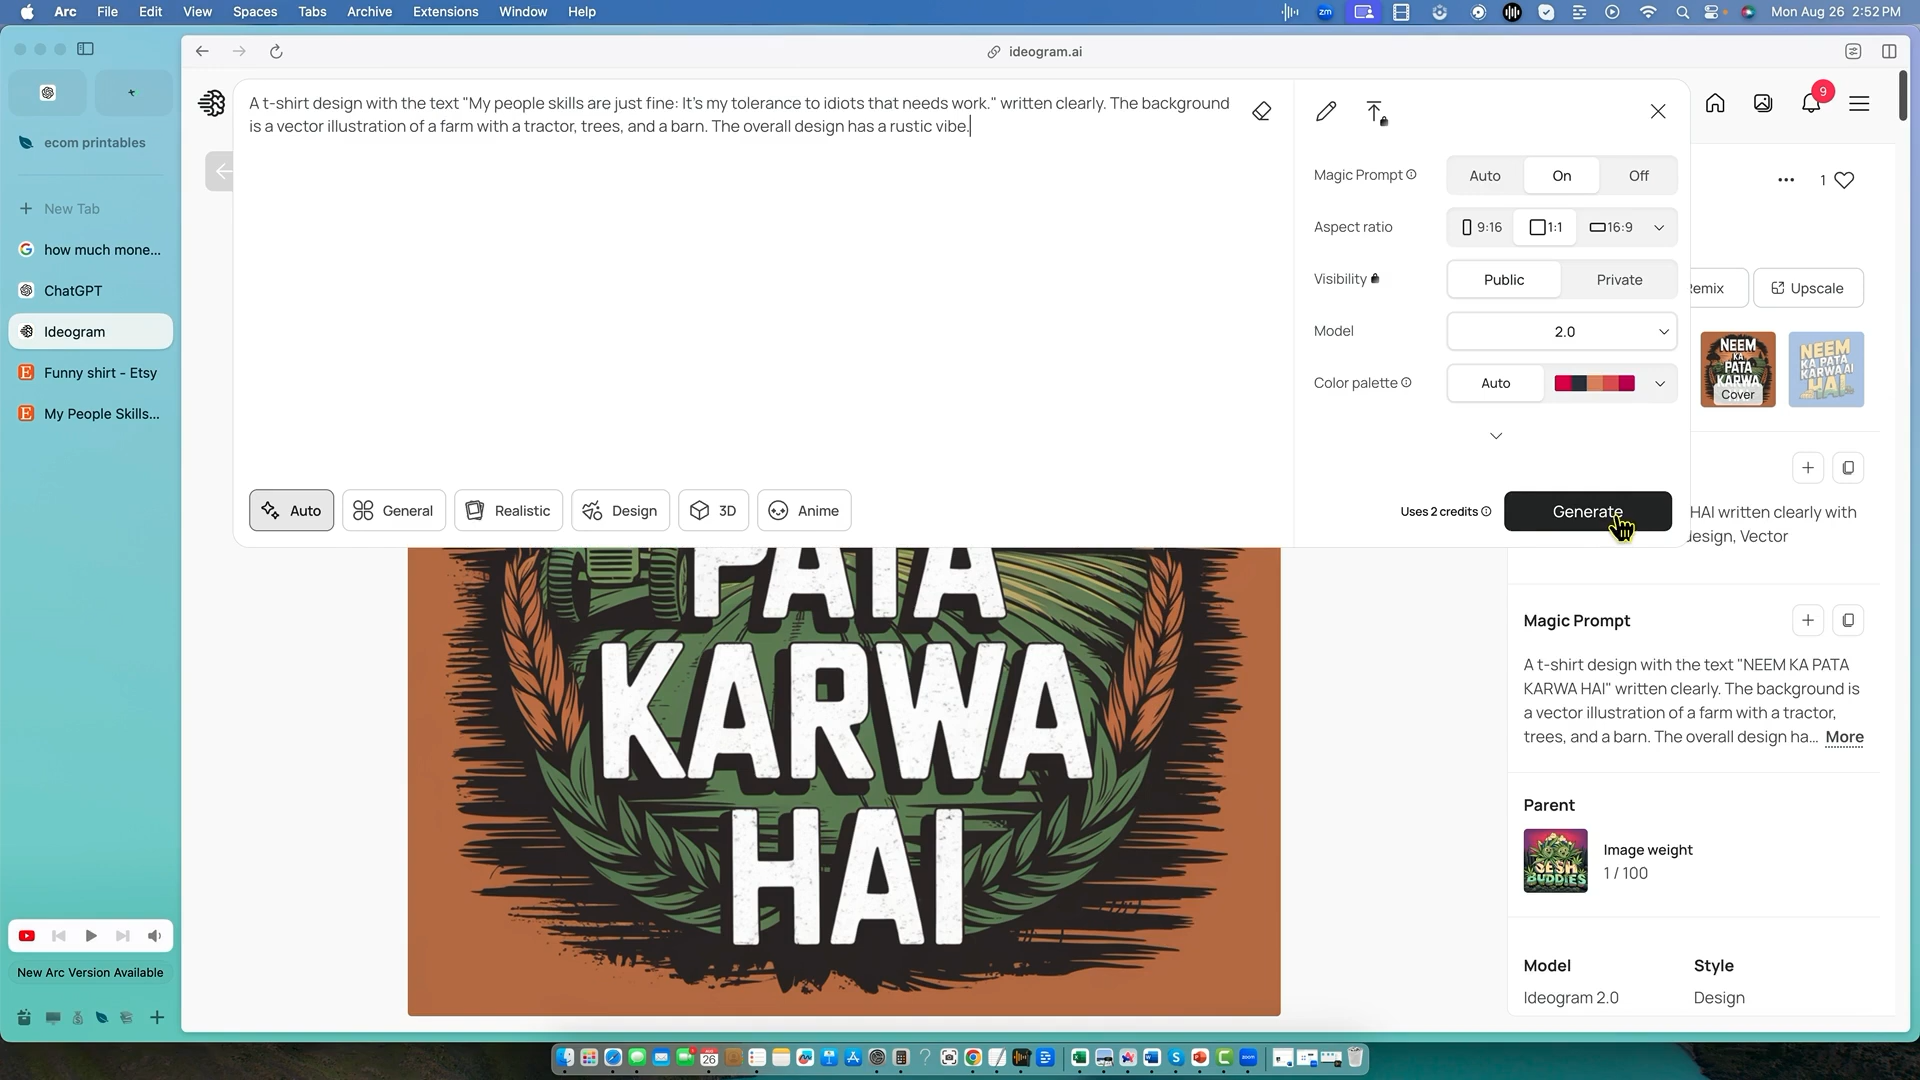 Arc File Edit View Spaces Tabs Archive Extensions Window Help
zm
Mon Aug 26 2:52 PM
ideogram.ai
ecom printables
New Tab
how much mone...
ChatGPT
Ideogram
Funny shirt - Etsy
My People Skills...
New Arc Version Available
A t-shirt design with the text "My people skills are just fine: It's my tolerance to idiots that needs work." written clearly. The background
is a vector illustration of a farm with a tractor, trees, and a barn. The overall design has a rustic vibe.
Auto
General
Realistic
Design
3D
Anime
Magic Prompt Auto On Off
Aspect ratio 9:16 1:1 16:9
Visibility Public Private
Model 2.0
Color palette Auto
Uses 2 credits Generate
9
1
Remix Upscale
NEEM
KA
PATA
KARWA
Cover
NEEM
KA PATA
KARWA AI
HAI
HAI written clearly with
design, Vector
Magic Prompt
A t-shirt design with the text "NEEM KA PATA
KARWA HAI" written clearly. The background is
a vector illustration of a farm with a tractor,
trees, and a barn. The overall design ha... More
Parent
SESH
BUDDIES
Image weight
1 / 100
Model Style
Ideogram 2.0 Design
PATA
KARWA
HAI
26
zoom